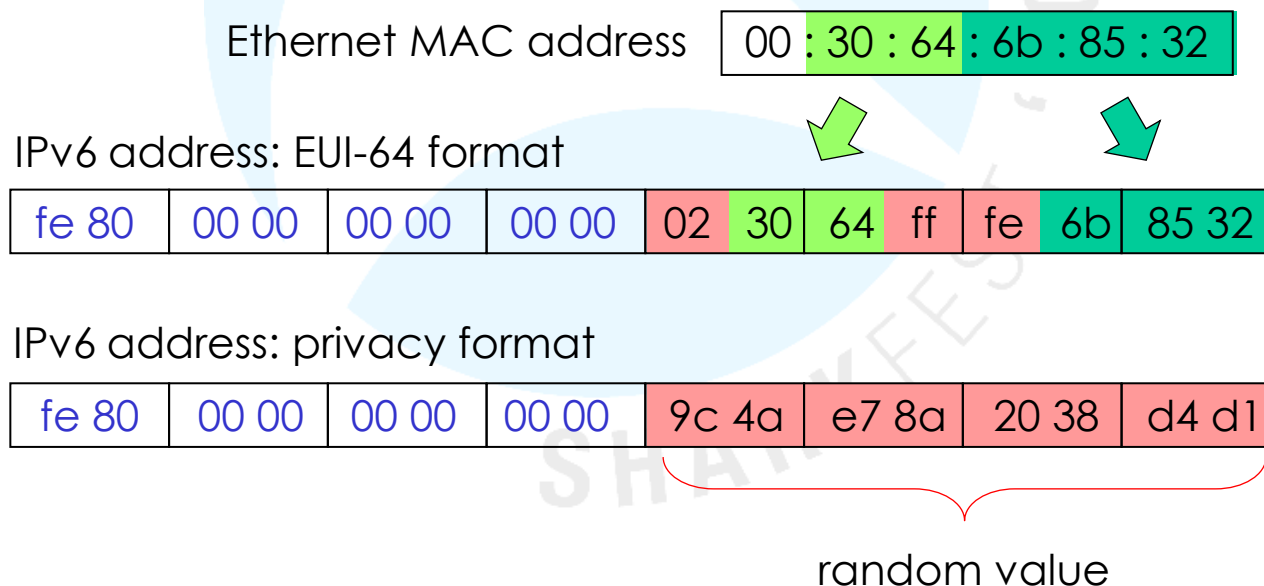 Ethernet MAC address 00 : 30 : 64 : 6b : 85 : 32
IPv6 address: EUI-64 format
fe 80 00 00 00 00 00 00 02 30 64 ff fe 6b 85 32
IPv6 address: privacy format
fe 80 00 00 00 00 00 00 9c 4a e7 8a 20 38 d4 d1
SHARKFEST
random value